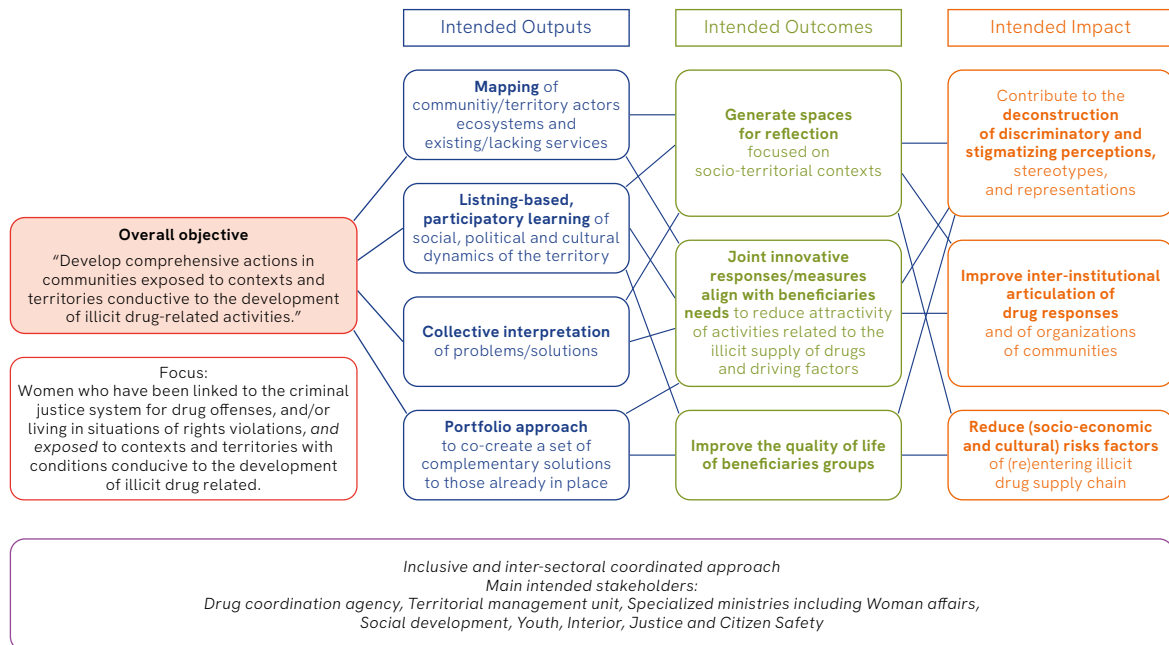 Intended Outputs
Intended Outcomes
Intended Impact
Overall objective
“Develop comprehensive actions in
communities exposed to contexts and
territories conductive to the development
of illicit drug-related activities.”
Focus:
Women who have been linked to the criminal
justice system for drug offenses, and/or
living in situations of rights violations, and
exposed to contexts and territories with
conditions conducive to the development
of illicit drug related.
Mapping of
communitiy/territory actors
ecosystems and
existing/lacking services
Listning-based,
participatory learning of
social, political and cultural
dynamics of the territory
Collective interpretation
of problems/solutions
Portfolio approach
to co-create a set of
complementary solutions
to those already in place
Generate spaces
for reflection
focused on
socio-territorial contexts
Joint innovative
responses/measures
align with beneficiaries
needs to reduce attractivity
of activities related to the
illicit supply of drugs
and driving factors
Improve the quality of life
of beneficiaries groups
Contribute to the
deconstruction
of discriminatory and
stigmatizing perceptions,
stereotypes,
and representations
Improve inter-institutional
articulation of
drug responses
and of organizations
of communities
Reduce (socio-economic
and cultural) risks factors
of (re)entering illicit
drug supply chain
Inclusive and inter-sectoral coordinated approach
Main intended stakeholders:
Drug coordination agency, Territorial management unit, Specialized ministries including Woman affairs,
Social development, Youth, Interior, Justice and Citizen Safety